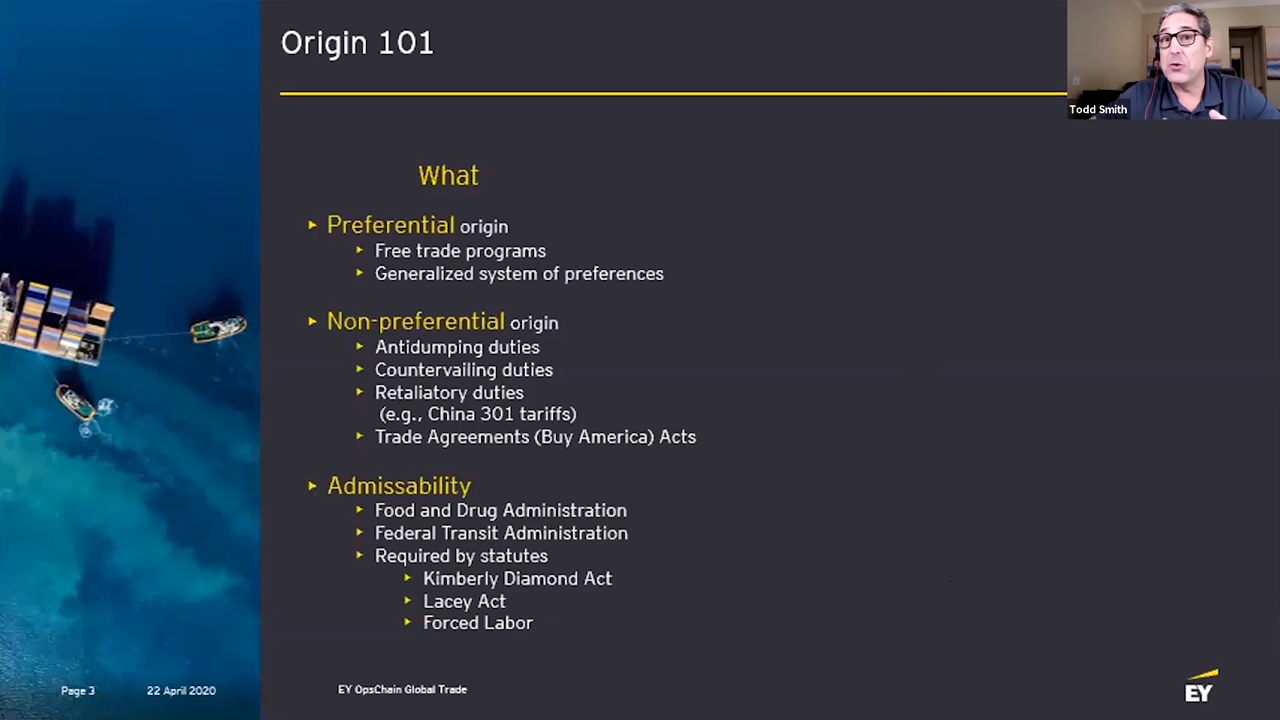 Origin 101
Todd Smith
What
Preferential origin
Free trade programs
Generalized system of preferences
Non-preferential origin
Antidumping duties
Countervailing duties
Retaliatory duties
(e.g., China 301 tariffs)
Trade Agreements (Buy America) Acts
Admissability
Food and Drug Administration
Federal Transit Administration
Required by statutes
Kimberly Diamond Act
Lacey Act
Forced Labor
Page 3
22 April 2020
EY OpsChain Global Trade
EY